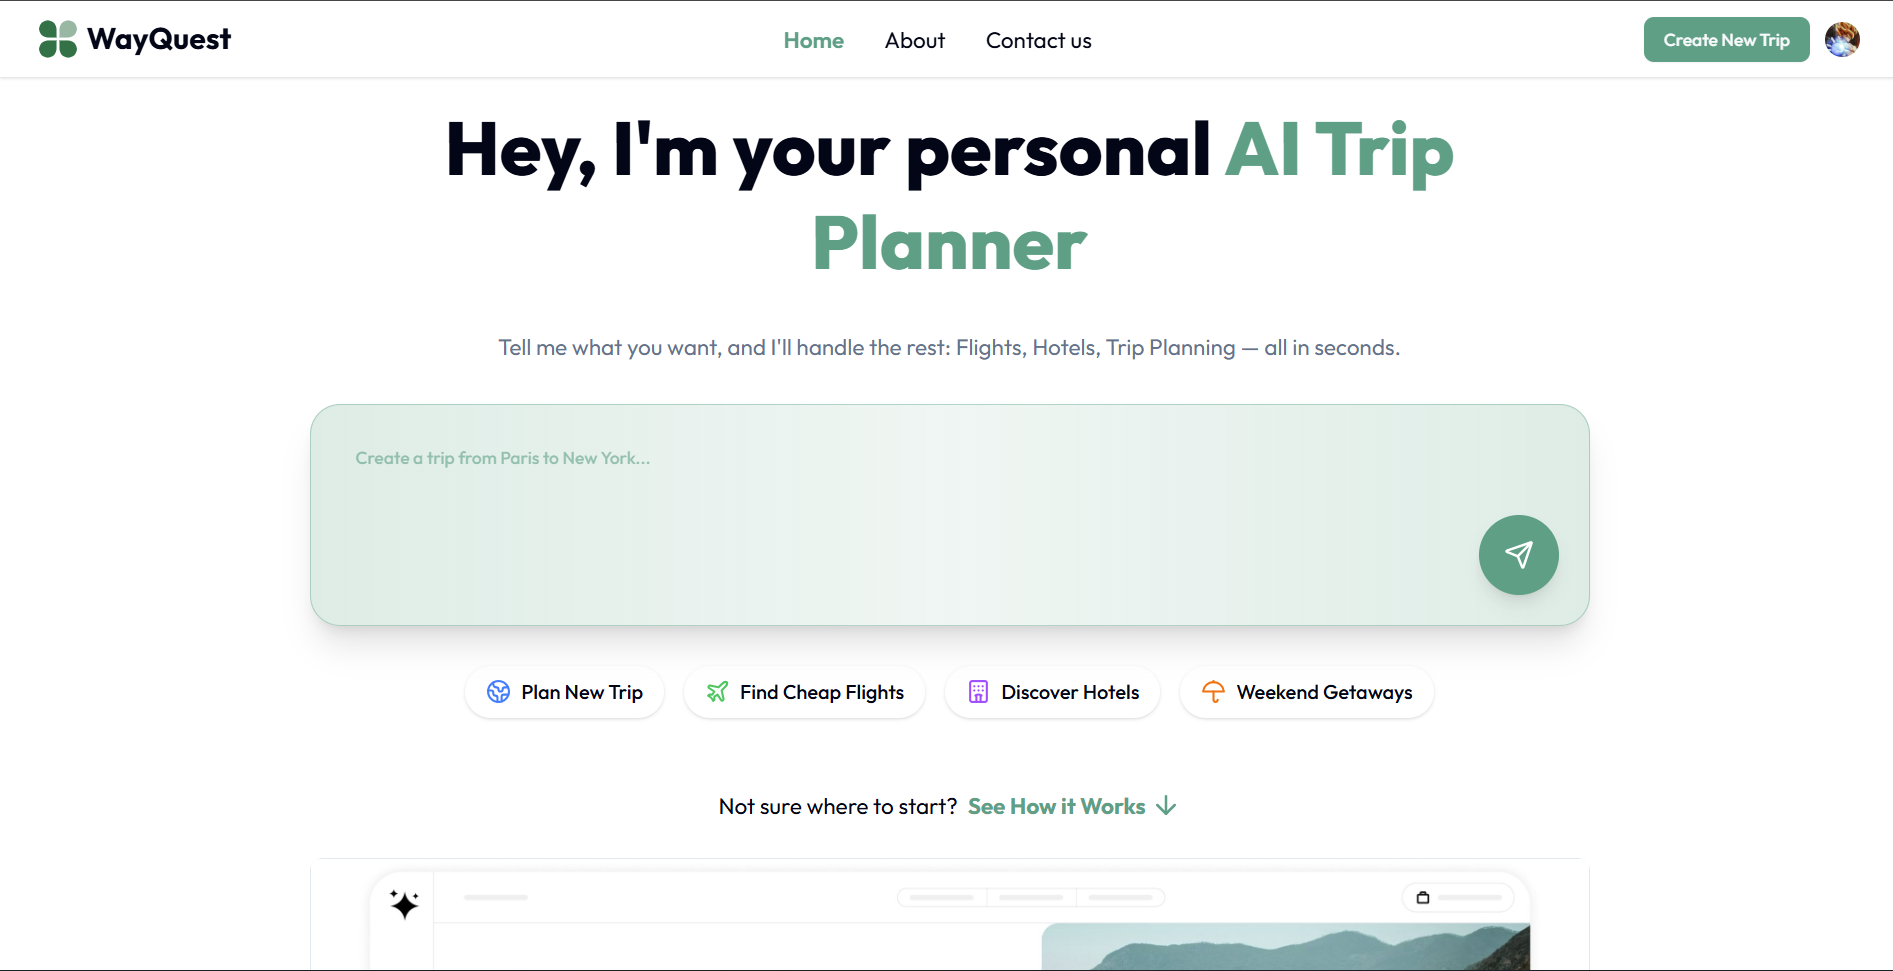 WayQuest
Home
About
Contact us
Create New Trip
Hey, I'm your personal AI Trip
Planner
Tell me what you want, and I'll handle the rest: Flights, Hotels, Trip Planning — all in seconds.
Create a trip from Paris to New York...
Plan New Trip
Find Cheap Flights
Discover Hotels
Weekend Getaways
Not sure where to start? See How it Works